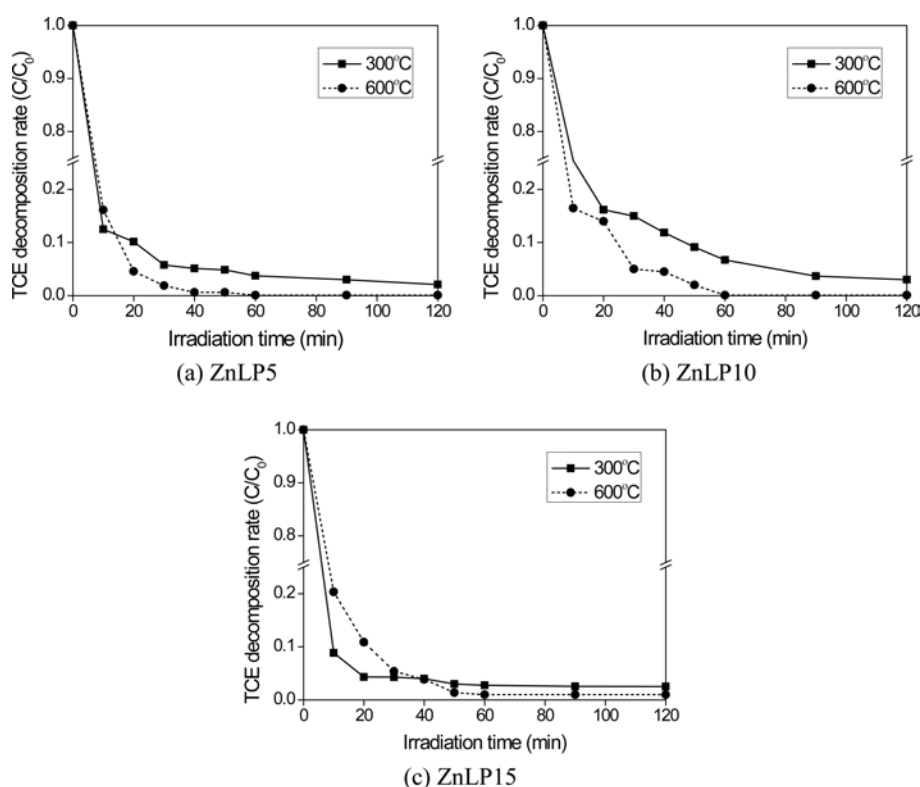 1.0
0.8
0.2
0.1
0.0
TCE decomposition rate (C/C₀)
300°C
600°C
0 20 40 60 80 100 120
Irradiation time (min)
(a) ZnLP5
1.0
0.8
0.2
0.1
0.0
TCE decomposition rate (C/C₀)
300°C
600°C
0 20 40 60 80 100 120
Irradiation time (min)
(b) ZnLP10
1.0
0.9
0.8
0.2
0.1
0.0
TCE decomposition rate (C/C₀)
300°C
600°C
0 20 40 60 80 100 120
Irradiation time (min)
(c) ZnLP15